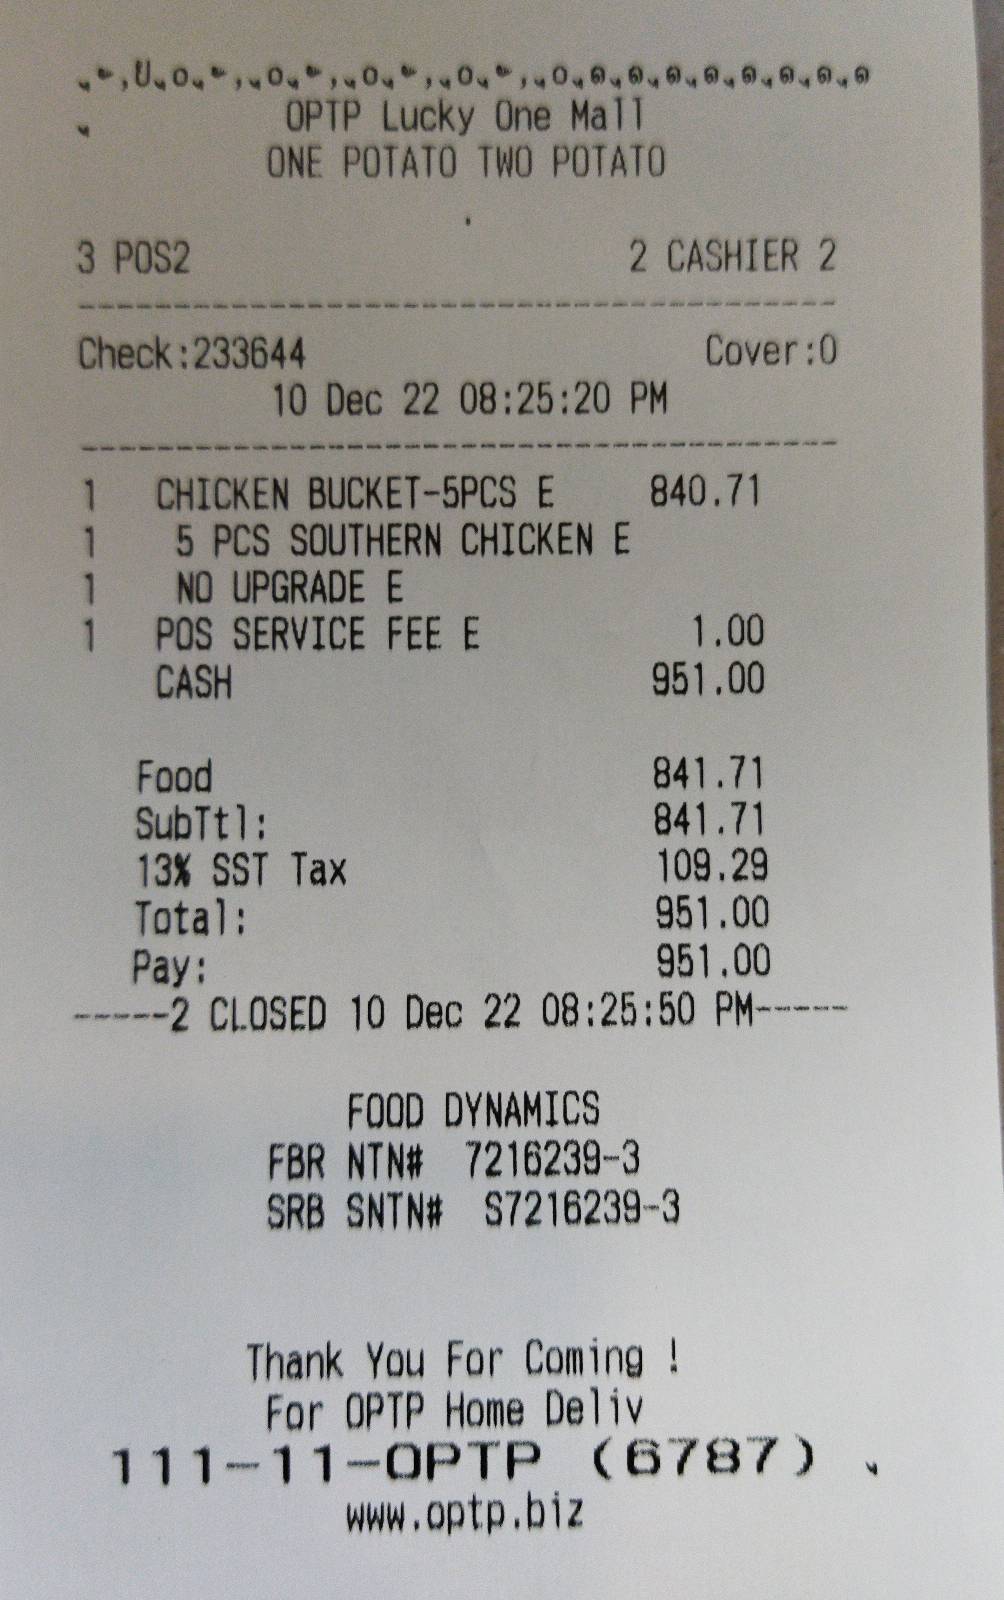 OPTP Lucky One Mall
ONE POTATO TWO POTATO
3 POS2 2 CASHIER 2
--------------------------------------
Check:233644 Cover:0
10 Dec 22 08:25:20 PM
--------------------------------------
1 CHICKEN BUCKET-5PCS E 840.71
1 5 PCS SOUTHERN CHICKEN E
1 NO UPGRADE E
1 POS SERVICE FEE E 1.00
CASH 951.00
Food 841.71
SubTtl: 841.71
13% SST Tax 109.29
Total: 951.00
Pay: 951.00
-----2 CLOSED 10 Dec 22 08:25:50 PM-----
FOOD DYNAMICS
FBR NTN# 7216239-3
SRB SNTN# S7216239-3
Thank You For Coming !
For OPTP Home Deliv
111-11-OPTP (6787)
www.optp.biz